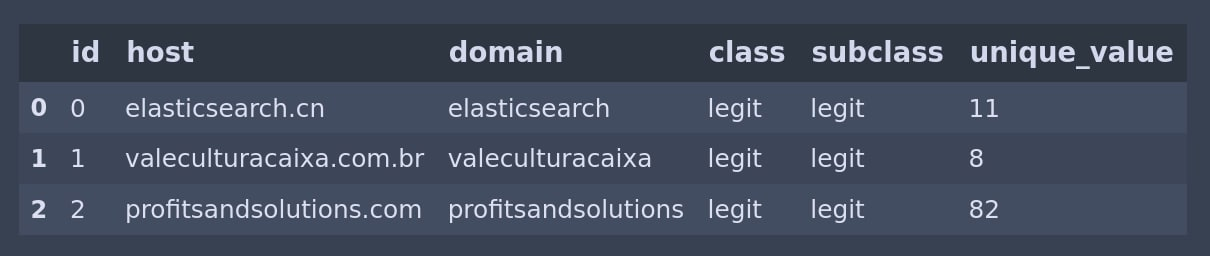 id host domain class subclass unique_value
0 0 elasticsearch.cn elasticsearch legit legit 11
1 1 valeculturacaixa.com.br valeculturacaixa legit legit 8
2 2 profitsandsolutions.com profitsandsolutions legit legit 82